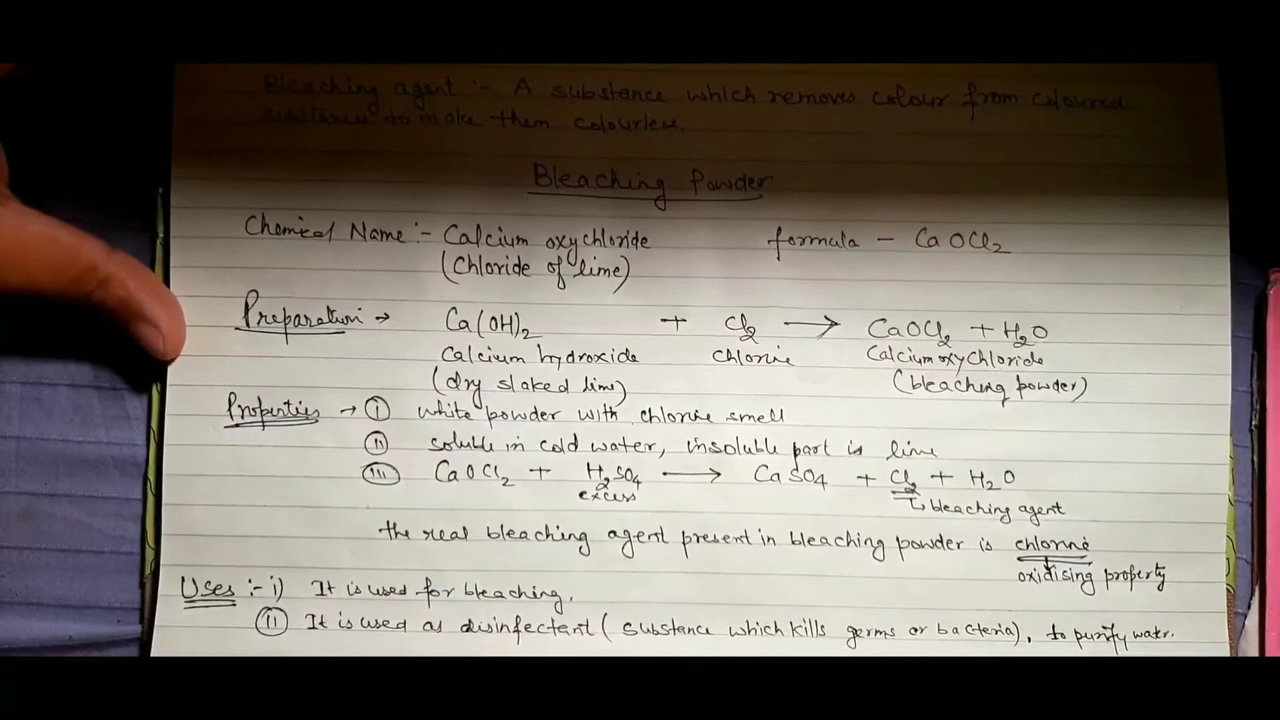 Bleaching agent :- A substance which removes colour from coloured
substances to make them colourless.
Bleaching Powder
Chemical Name :- Calcium oxychloride formula - CaOCl2
(Chloride of lime)
Preparation → Ca(OH)2 + Cl2 → CaOCl2 + H2O
Calcium hydroxide Chlorine Calcium oxychloride
(dry slaked lime) (bleaching powder)
Properties → (i) white powder with chlorine smell
(ii) soluble in cold water, insoluble part is lime
(iii) CaOCl2 + H2SO4 → CaSO4 + Cl2 + H2O
excess ↳ bleaching agent
the real bleaching agent present in bleaching powder is chlorine
oxidising property
Uses :- i) It is used for bleaching.
(ii) It is used as disinfectant (substance which kills germs or bacteria), to purify water.